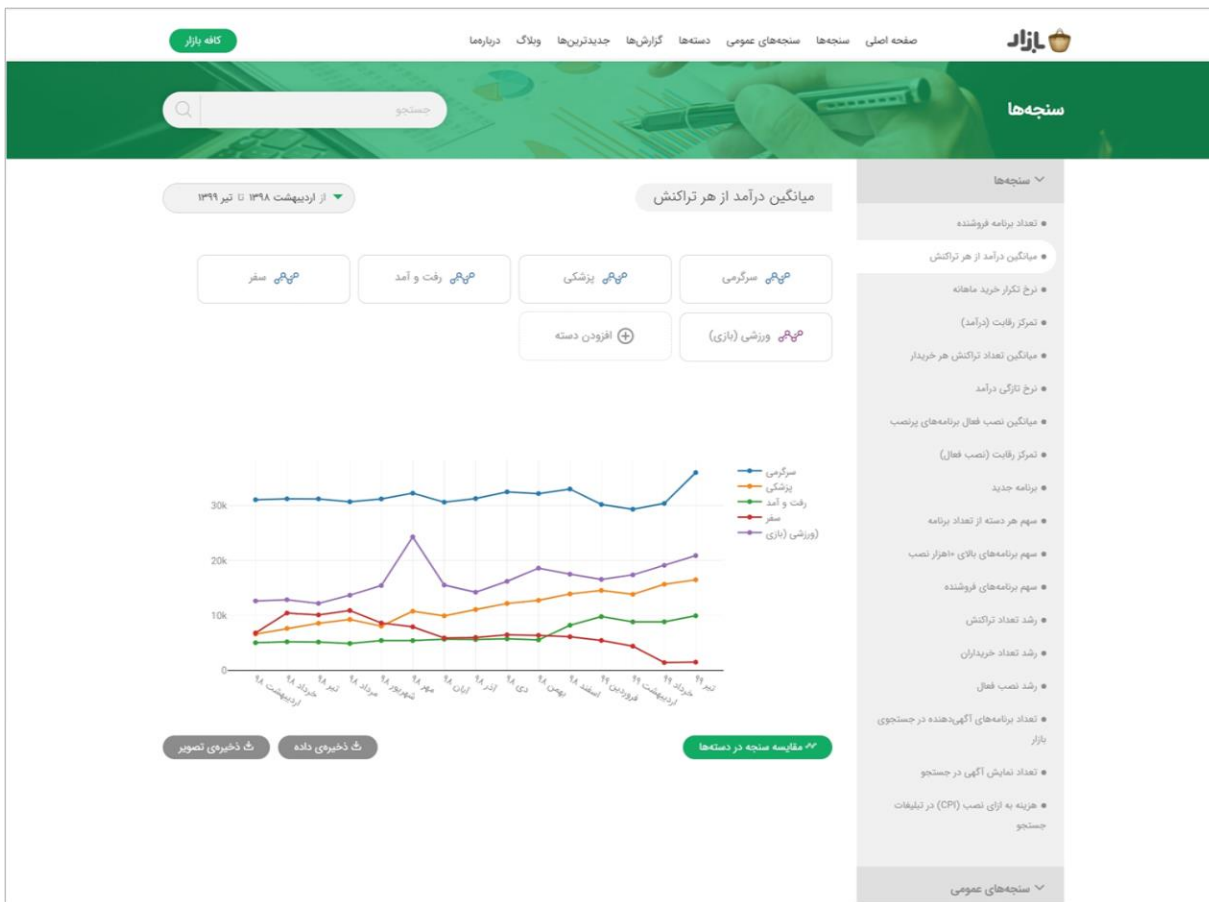 بازار
صفحه اصلی سنجه‌ها سنجه‌های عمومی دسته‌ها گزارش‌ها جدیدترین‌ها وبلاگ درباره‌ما
کافه بازار
سنجه‌ها
جستجو
سنجه‌ها
تعداد برنامه فروشنده
میانگین درآمد از هر تراکنش
نرخ تکرار خرید ماهانه
تمرکز رقابت (درآمد)
میانگین تعداد تراکنش هر خریدار
نرخ تازگی درآمد
میانگین نصب فعال برنامه‌های پرنصب
تمرکز رقابت (نصب فعال)
برنامه جدید
سهم هر دسته از تعداد برنامه
سهم برنامه‌های بالای ۱۰هزار نصب
سهم برنامه‌های فروشنده
رشد تعداد تراکنش
رشد تعداد خریداران
رشد نصب فعال
تعداد برنامه‌های آگهی‌دهنده در جستجوی
بازار
تعداد نمایش آگهی در جستجو
هزینه به ازای نصب (CPI) در تبلیغات
جستجو
سنجه‌های عمومی
میانگین درآمد از هر تراکنش
از اردیبهشت ۱۳۹۸ تا تیر ۱۳۹۹
سرگرمی
پزشکی
رفت و آمد
سفر
ورزشی (بازی)
افزودن دسته
سرگرمی
پزشکی
رفت و آمد
سفر
(ورزشی (بازی
30k
20k
10k
0
اردیبهشت ۹۸
خرداد ۹۸
تیر ۹۸
مرداد ۹۸
شهریور ۹۸
مهر ۹۸
آبان ۹۸
آذر ۹۸
دی ۹۸
بهمن ۹۸
اسفند ۹۸
فروردین ۹۹
اردیبهشت ۹۹
خرداد ۹۹
تیر ۹۹
مقایسه سنجه در دسته‌ها
ذخیره‌ی داده
ذخیره‌ی تصویر